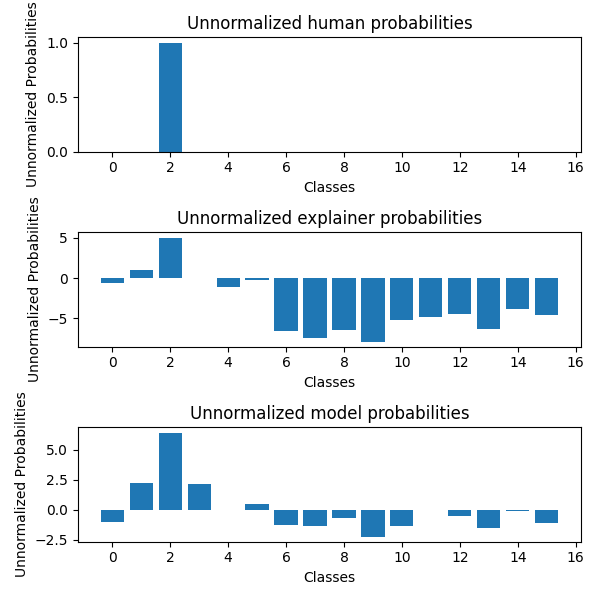 Unnormalized human probabilities
Unnormalized Probabilities
1.0
0.5
0.0
0 2 4 6 8 10 12 14 16
Classes
Unnormalized explainer probabilities
Unnormalized Probabilities
5
0
−5
0 2 4 6 8 10 12 14 16
Classes
Unnormalized model probabilities
Unnormalized Probabilities
5.0
2.5
0.0
−2.5
0 2 4 6 8 10 12 14 16
Classes